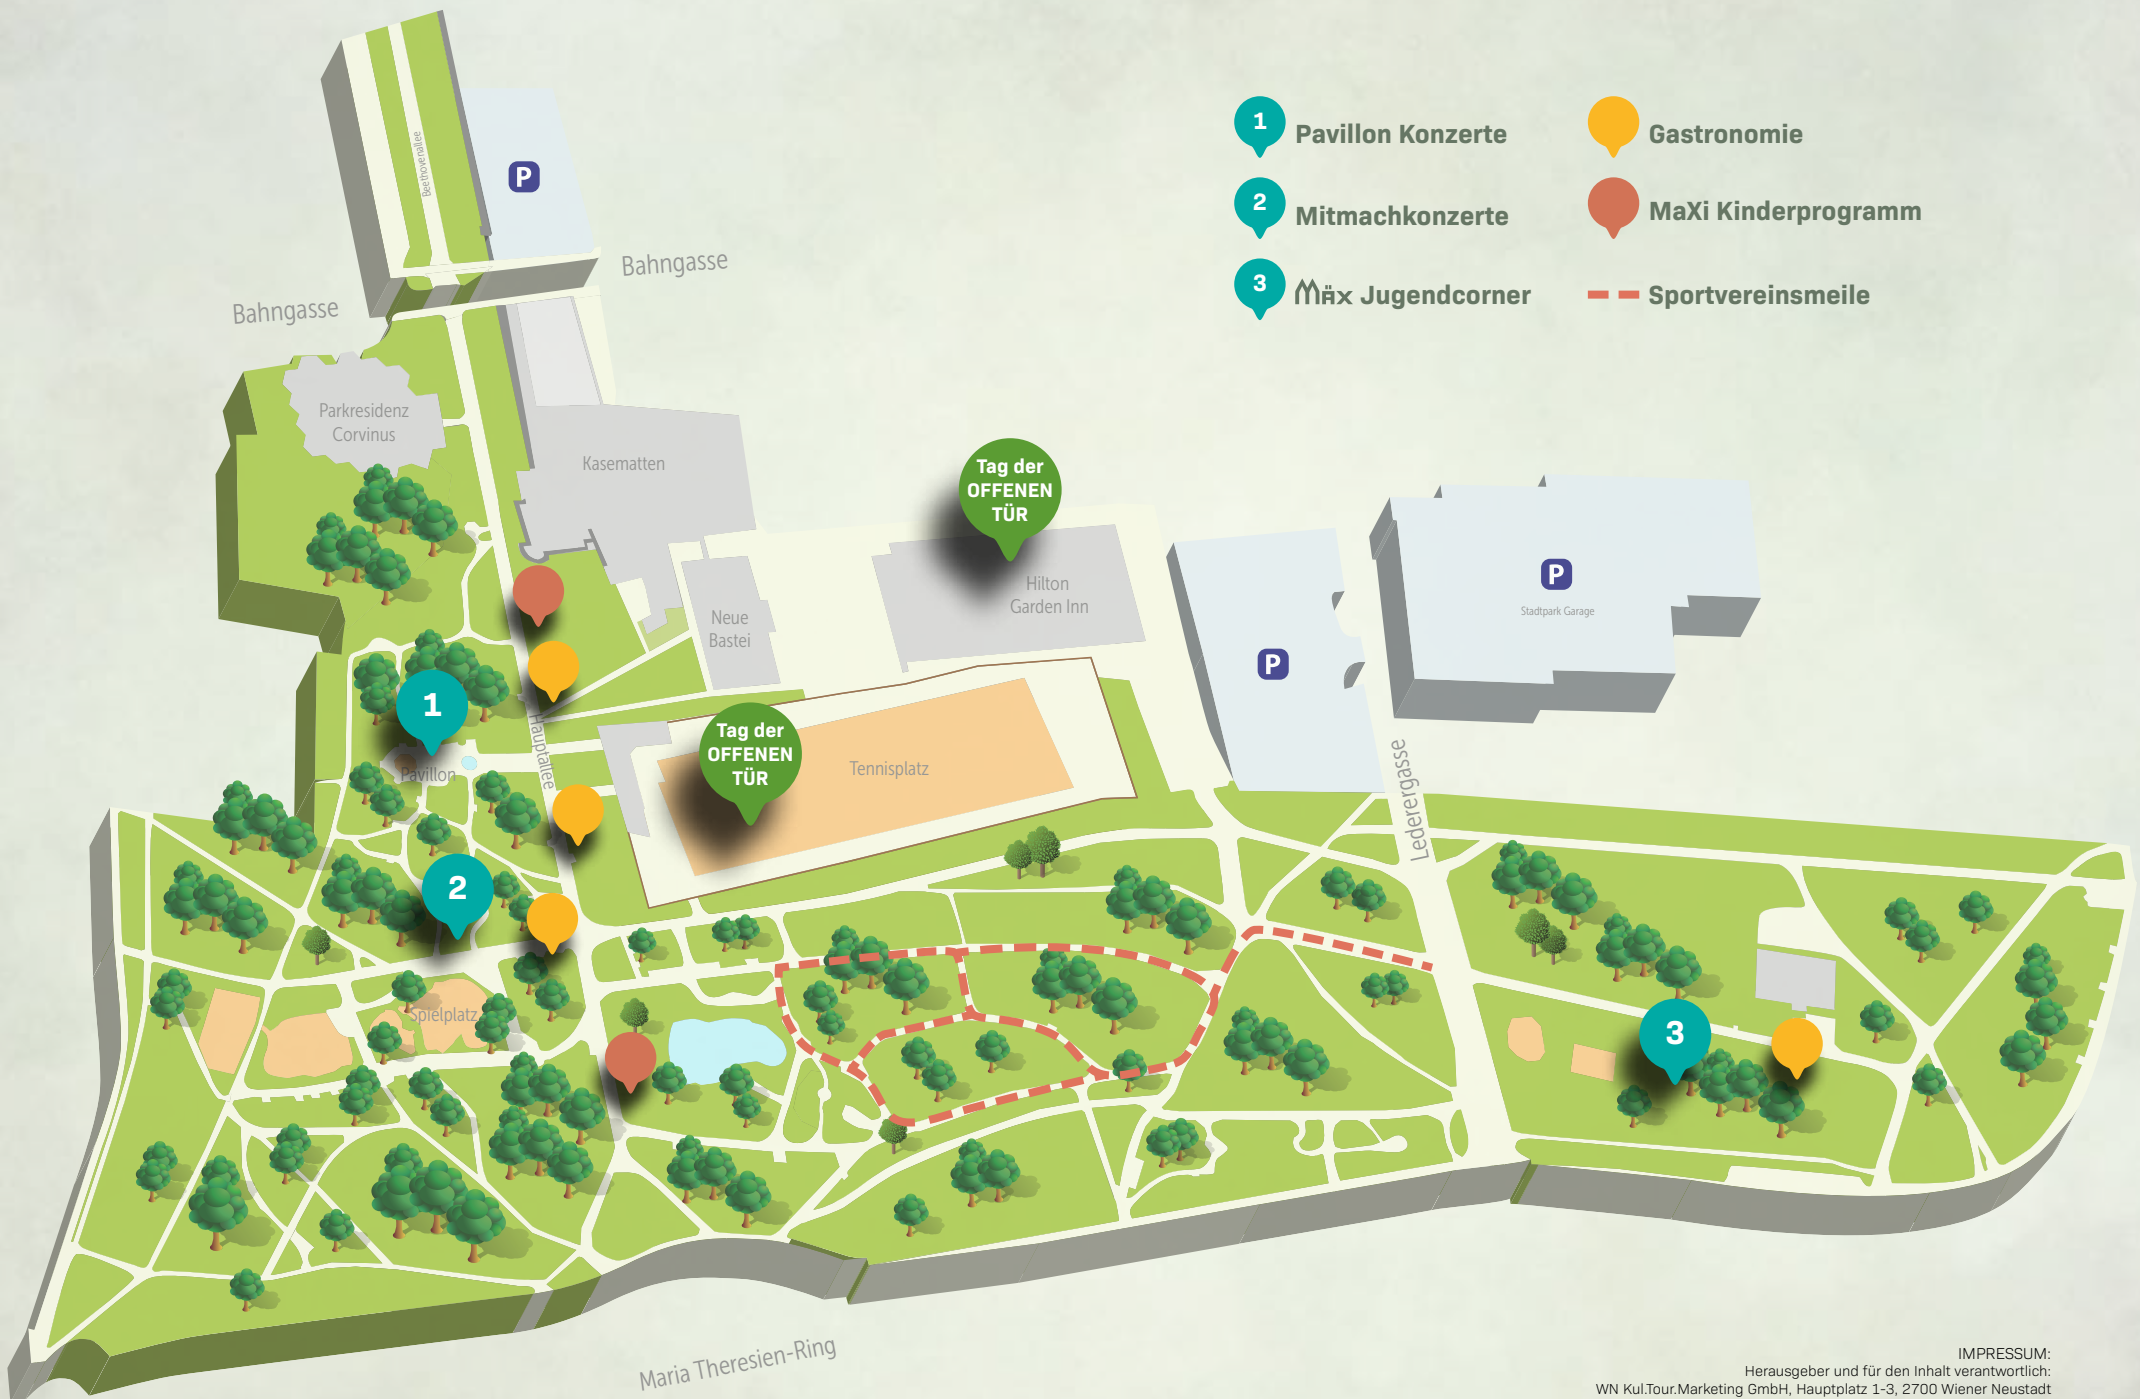 Beethovenallee
P
Bahngasse
Bahngasse
1 Pavillon Konzerte
Gastronomie
2 Mitmachkonzerte
MaXi Kinderprogramm
3 Mäx Jugendcorner
Sportvereinsmeile
Parkresidenz
Corvinus
Kasematten
Tag der
OFFENEN
TÜR
Hilton
Garden Inn
P
Stadtpark Garage
Neue
Bastei
P
1
Pavillon
Hauptallee
Tag der
OFFENEN
TÜR
Tennisplatz
Lederergasse
2
Spielplatz
3
Maria Theresien-Ring
IMPRESSUM:
Herausgeber und für den Inhalt verantwortlich:
WN Kul.Tour.Marketing GmbH, Hauptplatz 1-3, 2700 Wiener Neustadt